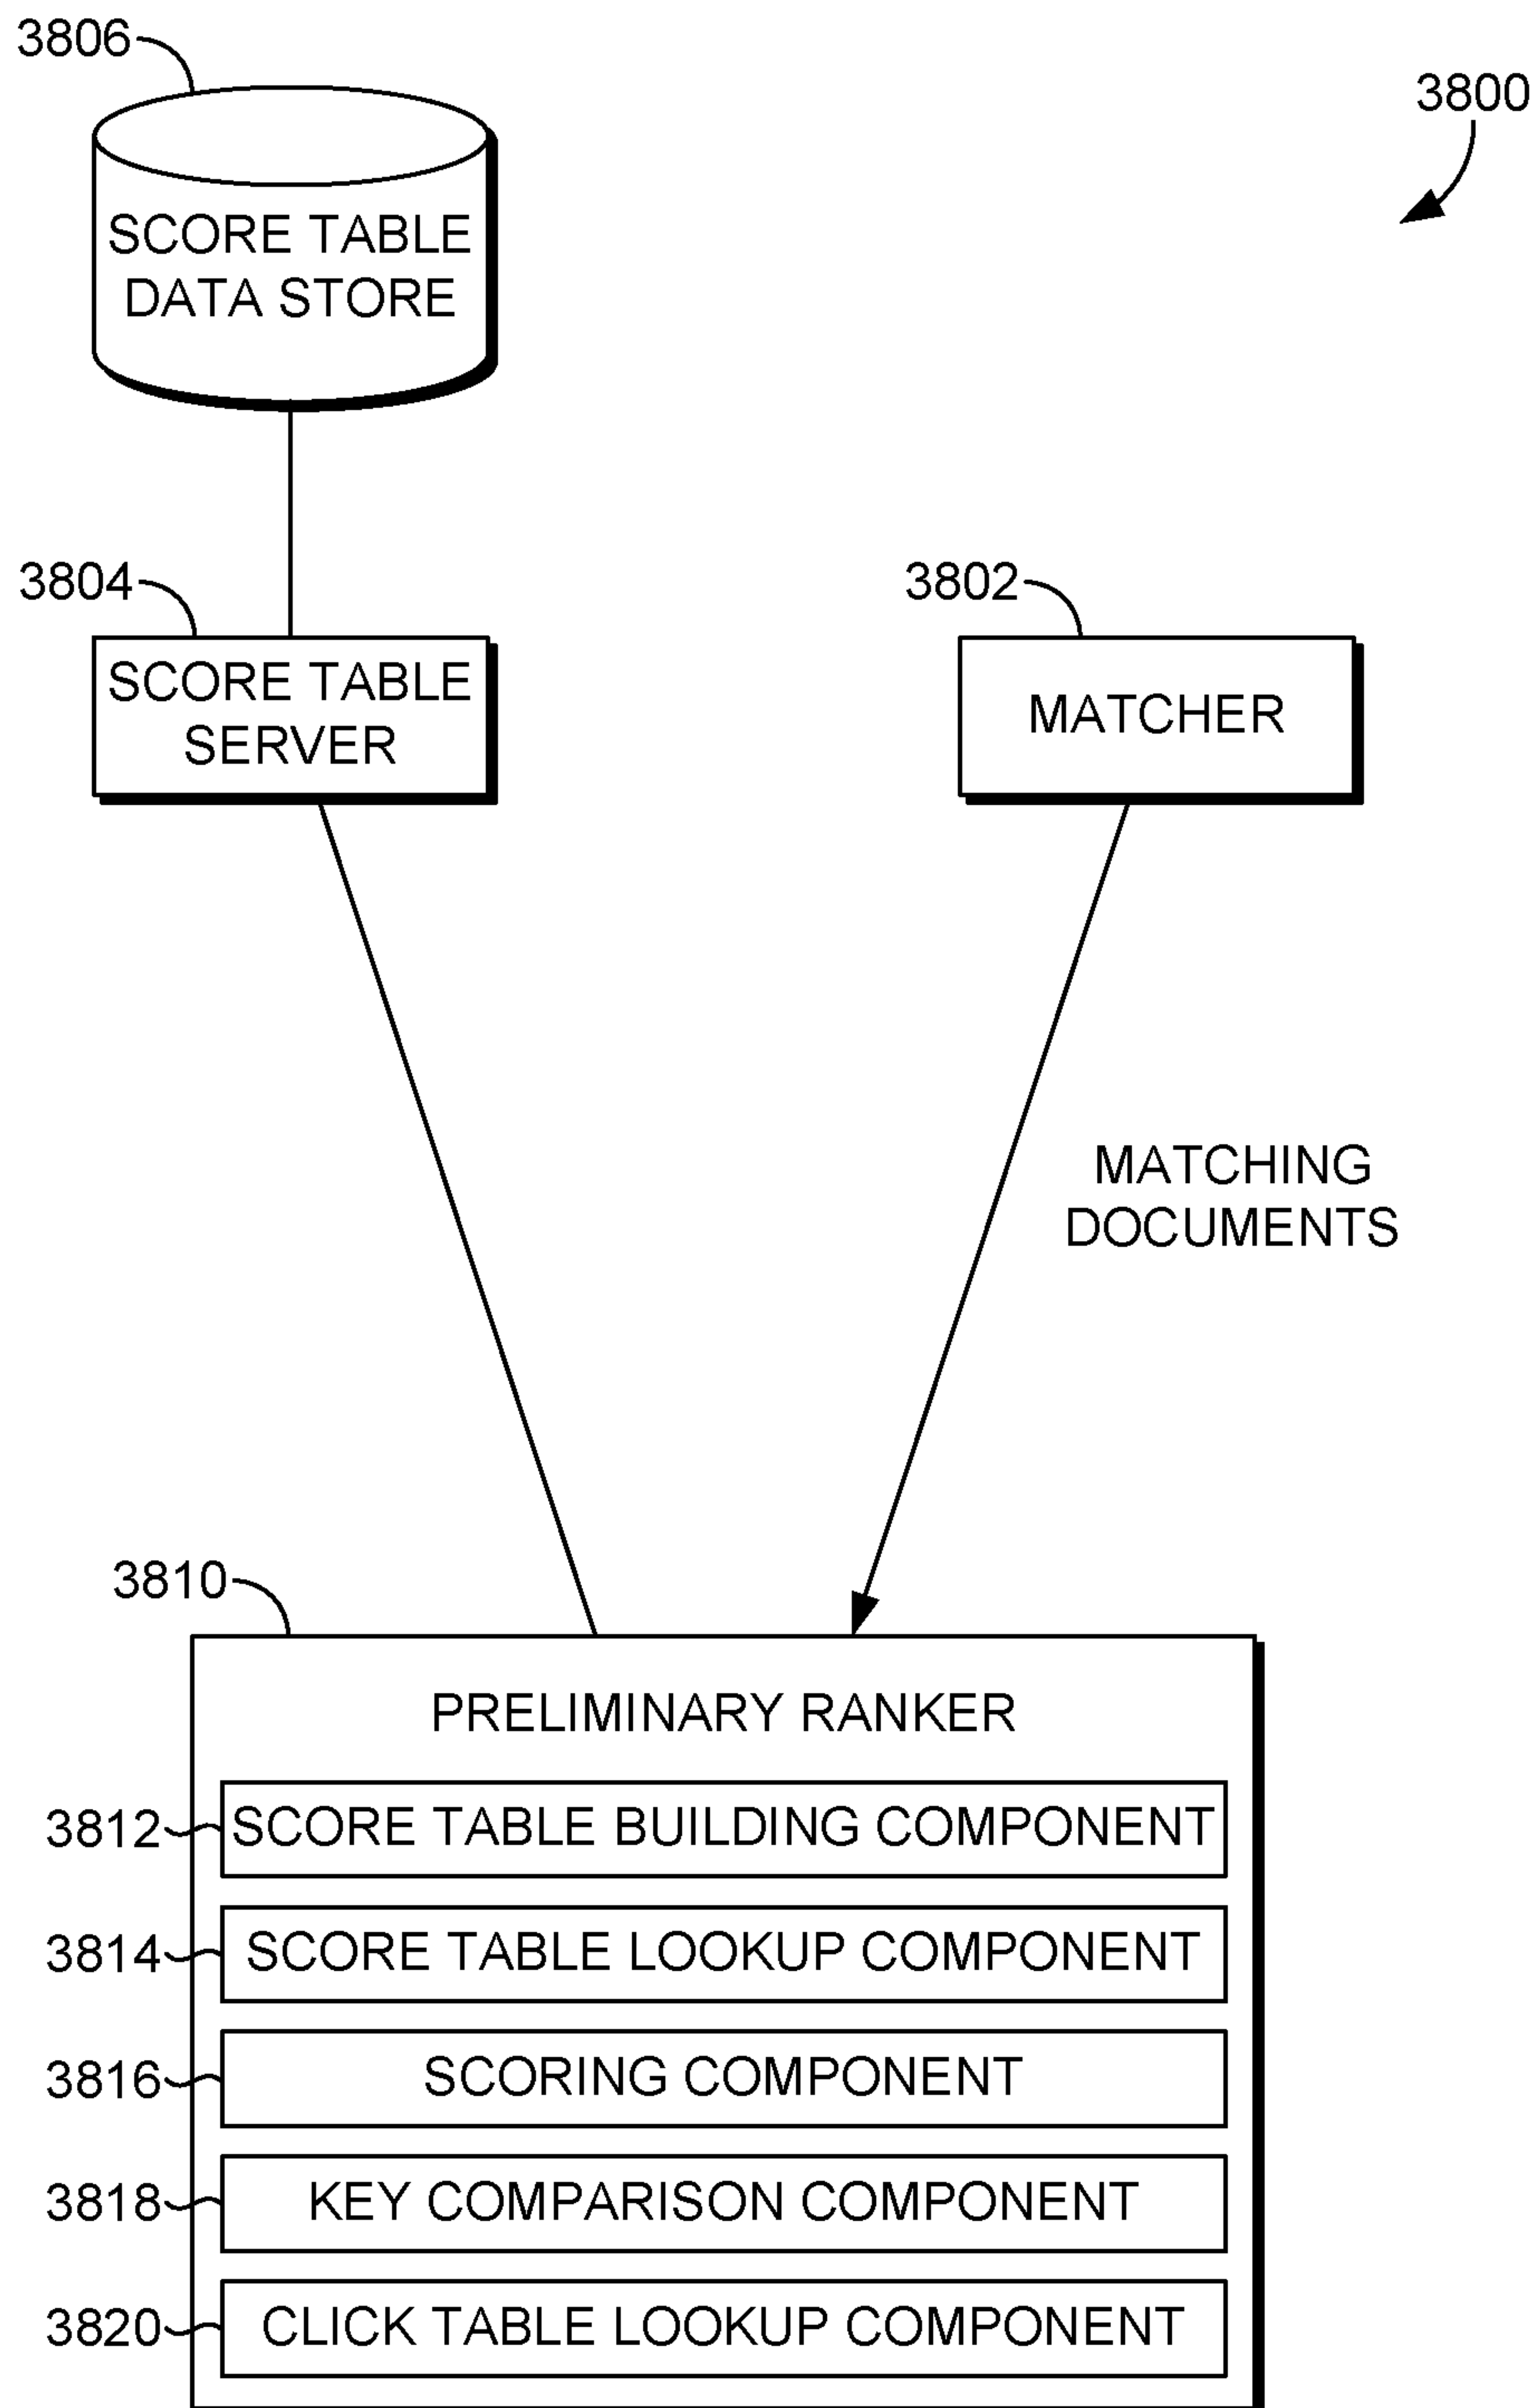 3806
3800
SCORE TABLE
DATA STORE
3804
3802
SCORE TABLE
SERVER
MATCHER
MATCHING
DOCUMENTS
3810
PRELIMINARY RANKER
3812 SCORE TABLE BUILDING COMPONENT
3814 SCORE TABLE LOOKUP COMPONENT
3816 SCORING COMPONENT
3818 KEY COMPARISON COMPONENT
3820 CLICK TABLE LOOKUP COMPONENT